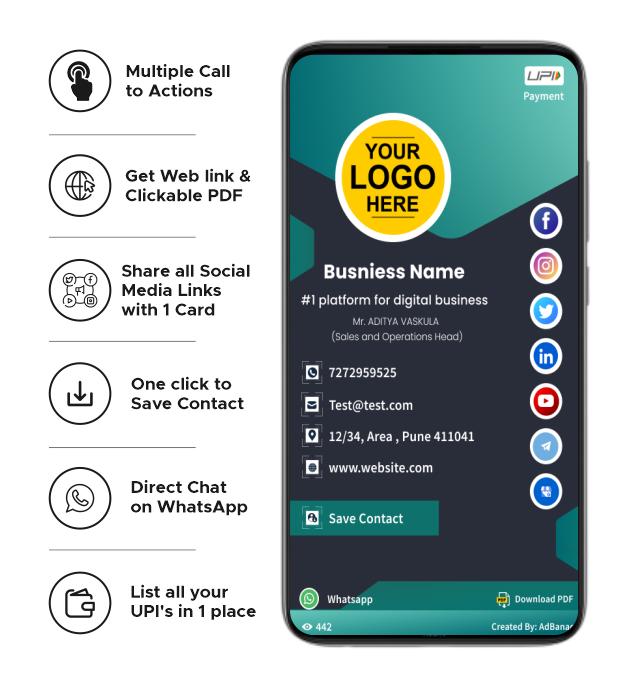 Multiple Call
to Actions
Get Web link &
Clickable PDF
Share all Social
Media Links
with 1 Card
One click to
Save Contact
Direct Chat
on WhatsApp
List all your
UPI's in 1 place
UPI
Payment
YOUR
LOGO
HERE
Busniess Name
#1 platform for digital business
Mr. ADITYA VASKULA
(Sales and Operations Head)
7272959525
Test@test.com
12/34, Area , Pune 411041
www.website.com
Save Contact
Whatsapp
Download PDF
442
Created By: AdBanao